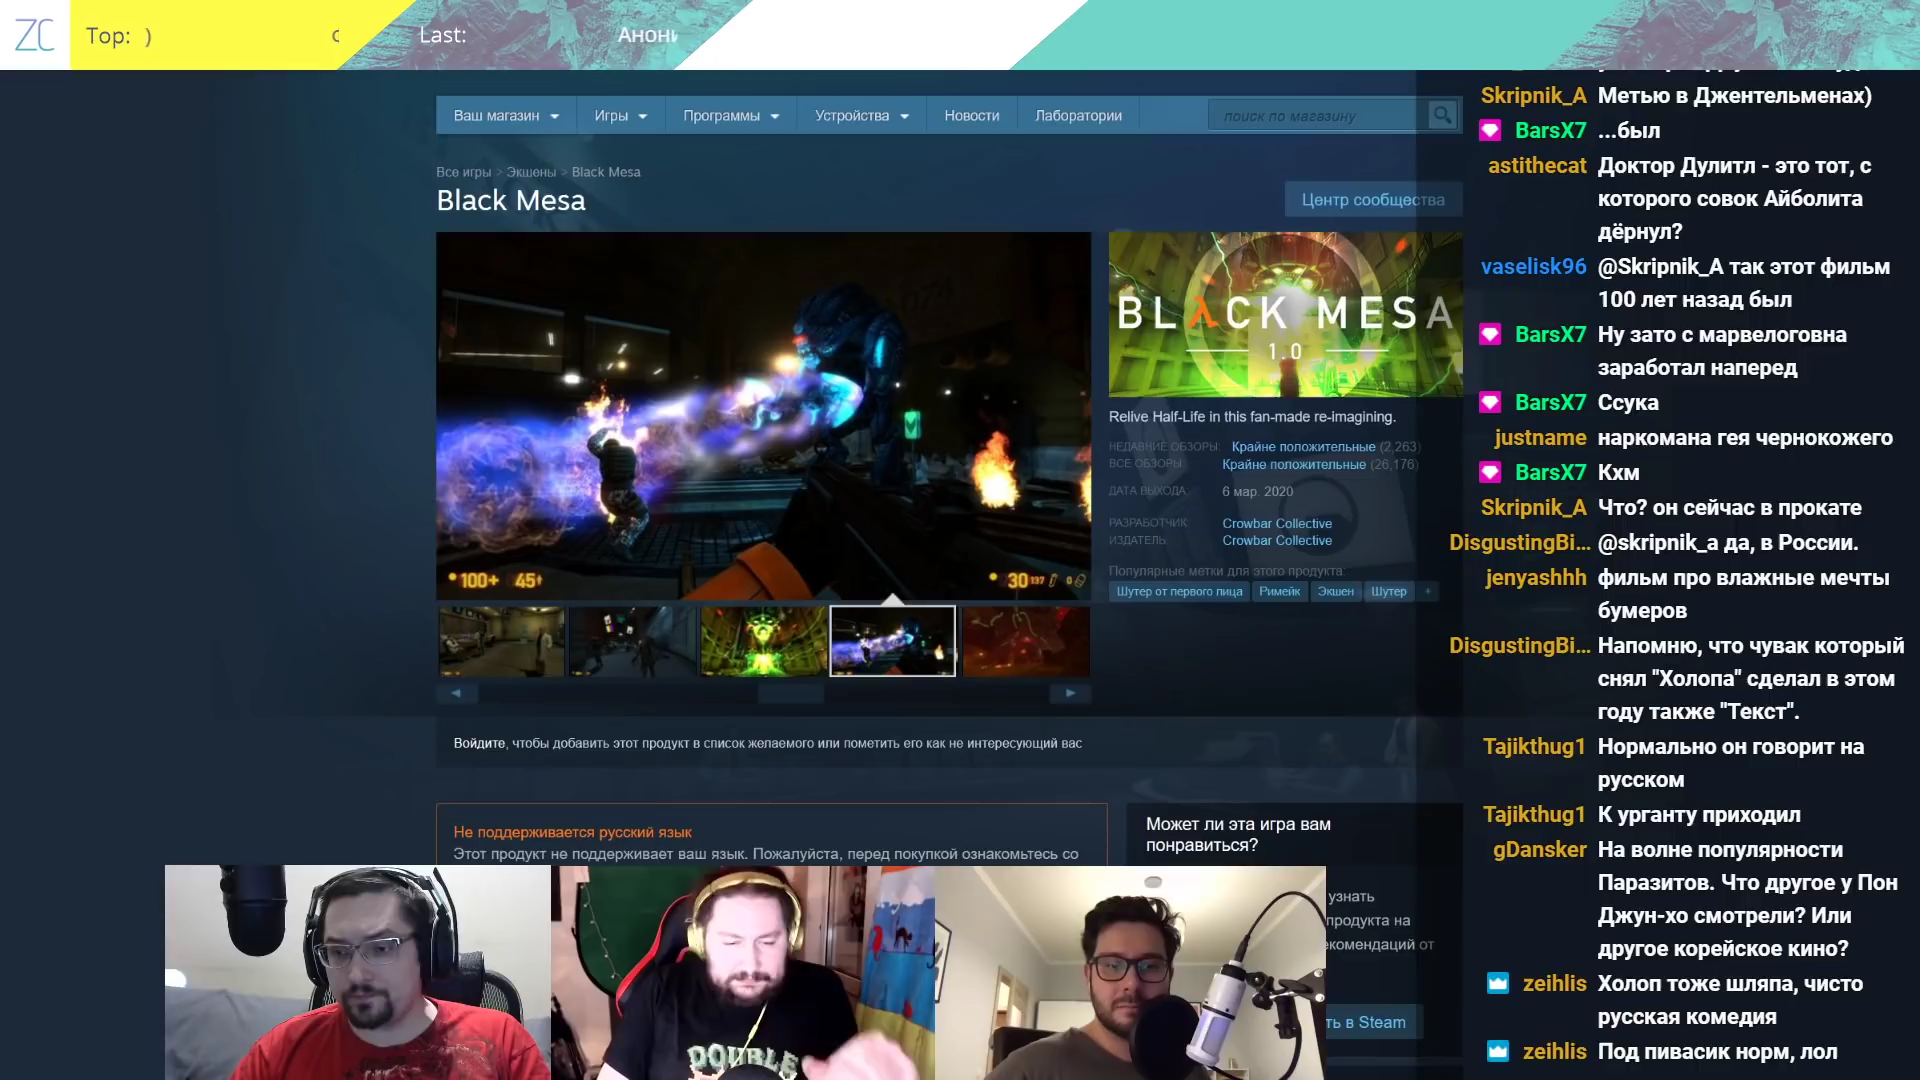 ZC
Top: )
Last:
Анони
Ваш магазин
Игры
Программы
Устройства
Новости
Лаборатории
поиск по магазину
Все игры > Экшены > Black Mesa
Black Mesa
Центр сообщества
100+ 45
30 137 0
BLλCK MESA
1.0
Relive Half-Life in this fan-made re-imagining.
НЕДАВНИЕ ОБЗОРЫ: Крайне положительные (2,263)
ВСЕ ОБЗОРЫ: Крайне положительные (26,176)
ДАТА ВЫХОДА: 6 мар. 2020
РАЗРАБОТЧИК: Crowbar Collective
ИЗДАТЕЛЬ: Crowbar Collective
Популярные метки для этого продукта:
Шутер от первого лица Римейк Экшен Шутер +
Войдите, чтобы добавить этот продукт в список желаемого или пометить его как не интересующий вас
Не поддерживается русский язык
Этот продукт не поддерживает ваш язык. Пожалуйста, перед покупкой ознакомьтесь со
Может ли эта игра вам
понравиться?
узнать
продукта на
екомендаций от
ть в Steam
DOUBLE
Skripnik_A Метью в Джентельменах)
BarsX7 ...был
astithecat Доктор Дулитл - это тот, с
которого совок Айболита
дёрнул?
vaselisk96 @Skripnik_A так этот фильм
100 лет назад был
BarsX7 Ну зато с марвелоговна
заработал наперед
BarsX7 Ссука
justname наркомана гея чернокожего
BarsX7 Кхм
Skripnik_A Что? он сейчас в прокате
DisgustingBi... @skripnik_a да, в России.
jenyashhh фильм про влажные мечты
бумеров
DisgustingBi... Напомню, что чувак который
снял "Холопа" сделал в этом
году также "Текст".
Tajikthug1 Нормально он говорит на
русском
Tajikthug1 К урганту приходил
gDansker На волне популярности
Паразитов. Что другое у Пон
Джун-хо смотрели? Или
другое корейское кино?
zeihlis Холоп тоже шляпа, чисто
русская комедия
zeihlis Под пивасик норм, лол